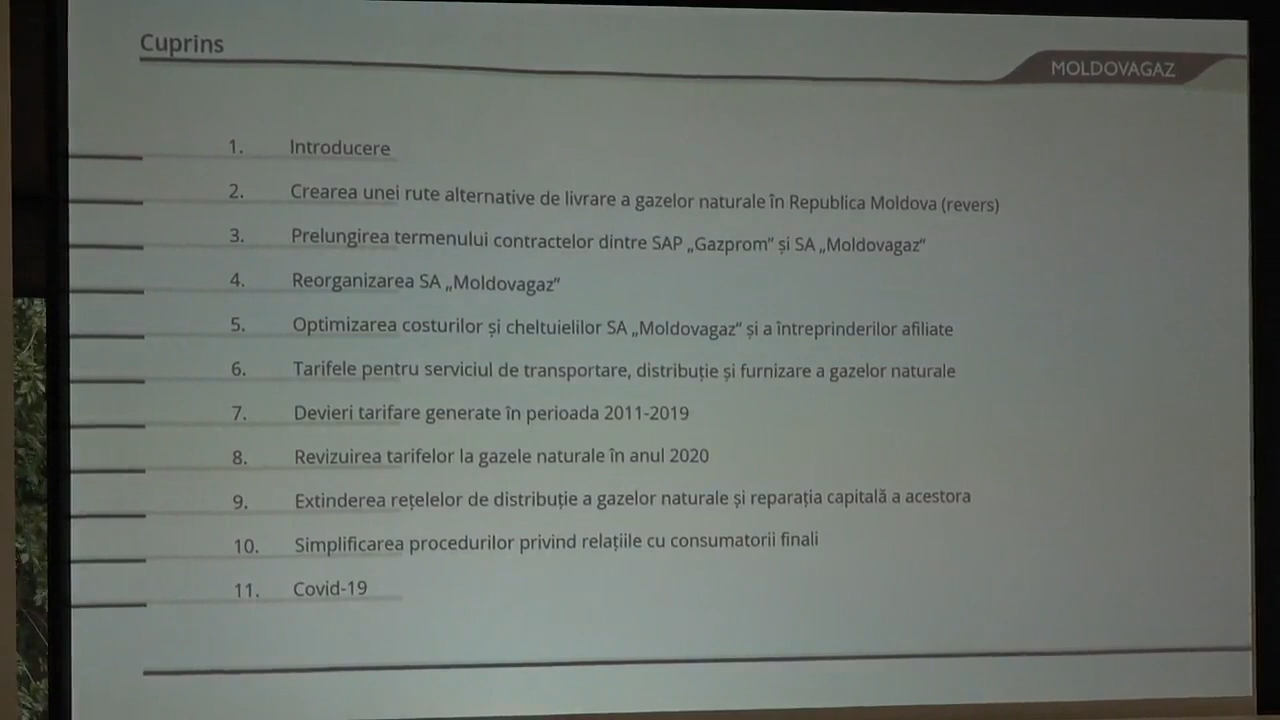 Cuprins
MOLDOVAGAZ
1. Introducere
2. Crearea unei rute alternative de livrare a gazelor naturale în Republica Moldova (revers)
3. Prelungirea termenului contractelor dintre SAP „Gazprom” și SA „Moldovagaz”
4. Reorganizarea SA „Moldovagaz”
5. Optimizarea costurilor și cheltuielilor SA „Moldovagaz” și a întreprinderilor afiliate
6. Tarifele pentru serviciul de transportare, distribuție și furnizare a gazelor naturale
7. Devieri tarifare generate în perioada 2011-2019
8. Revizuirea tarifelor la gazele naturale în anul 2020
9. Extinderea rețelelor de distribuție a gazelor naturale și reparația capitală a acestora
10. Simplificarea procedurilor privind relațiile cu consumatorii finali
11. Covid-19